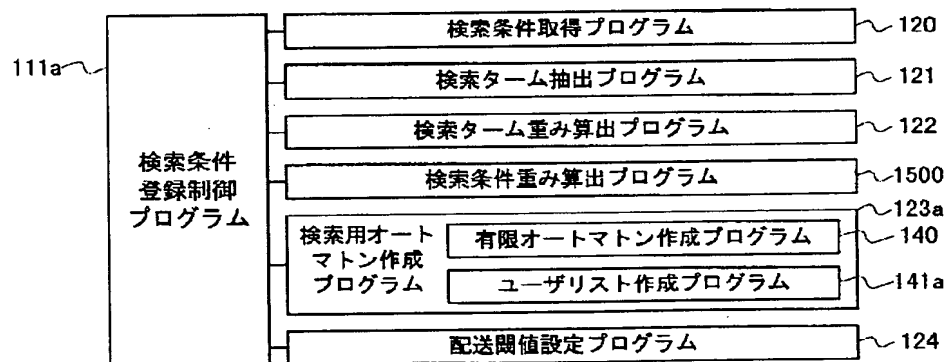 111a
検索条件
登録制御
プログラム
検索条件取得プログラム
120
検索ターム抽出プログラム
121
検索ターム重み算出プログラム
122
検索条件重み算出プログラム
1500
123a
検索用オート
マトン作成
プログラム
有限オートマトン作成プログラム
140
ユーザリスト作成プログラム
141a
配送閾値設定プログラム
124